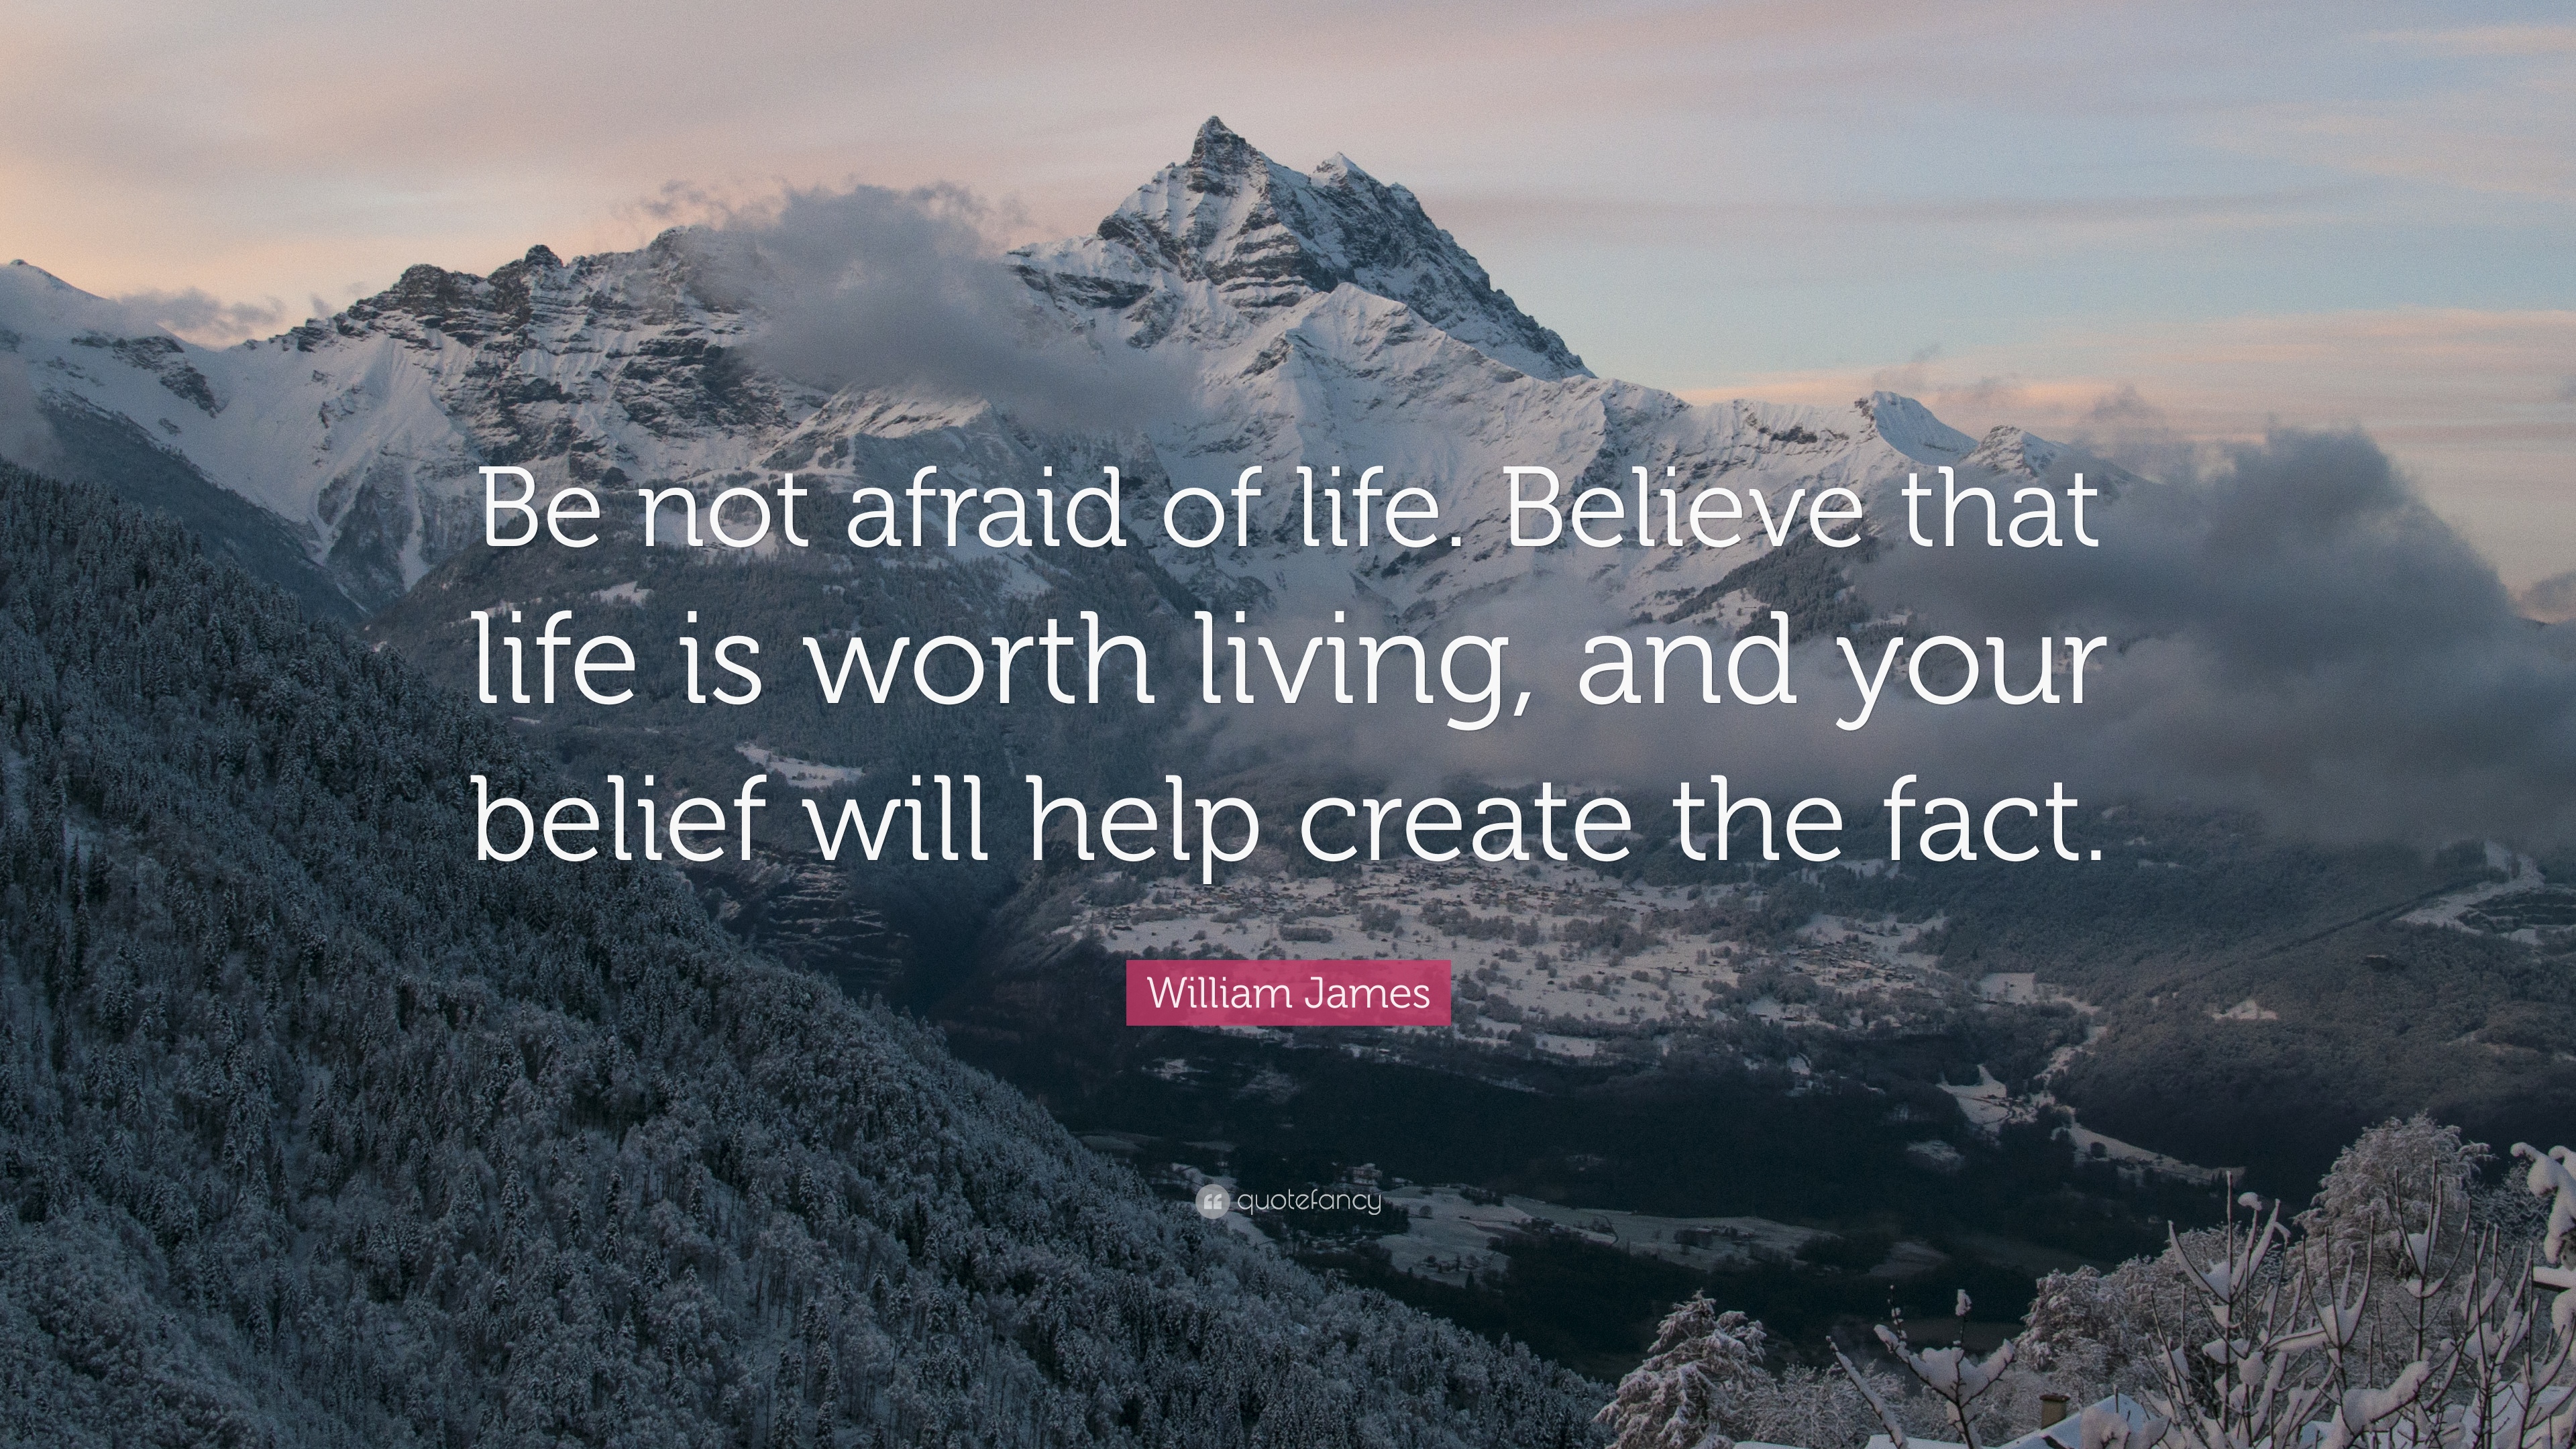 Be not afraid of life. Believe that
life is worth living, and your
belief will help create the fact.
William James
quotefancy